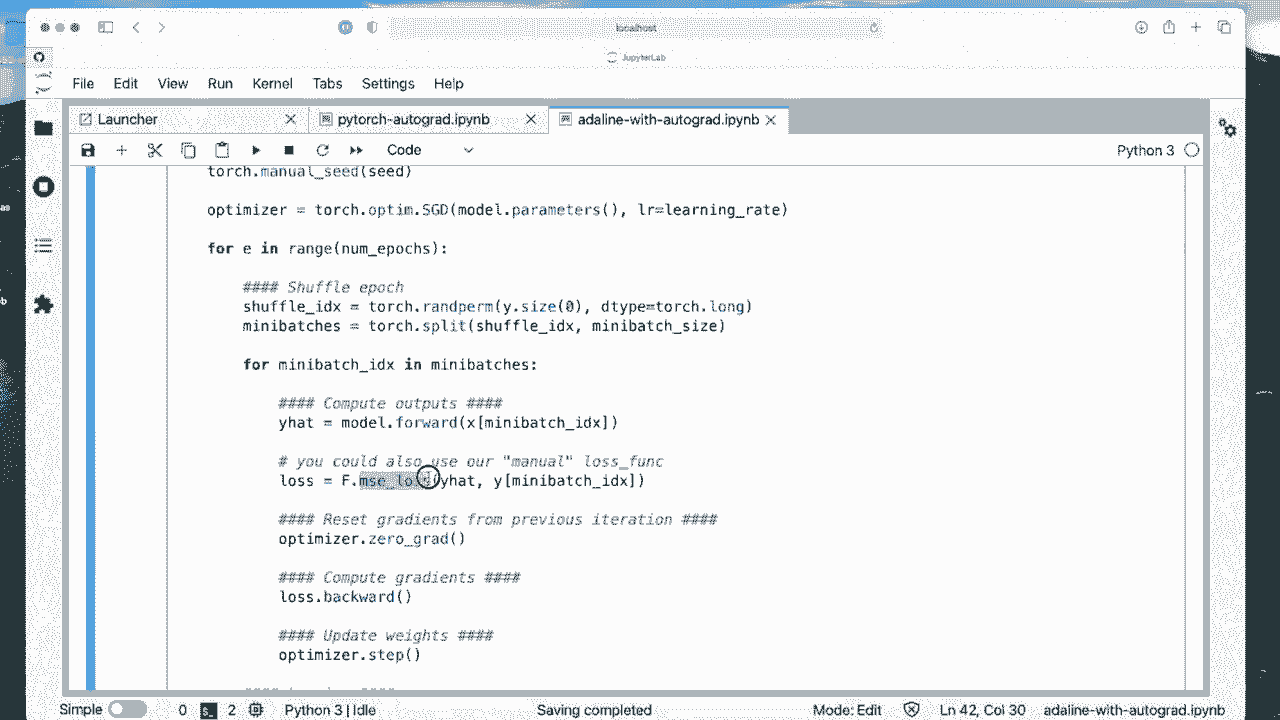 localhost
JupyterLab
File Edit View Run Kernel Tabs Settings Help
Launcher pytorch-autograd.ipynb adaline-with-autograd.ipynb
Code Python 3
torch.manual_seed(seed)
optimizer = torch.optim.SGD(model.parameters(), lr=learning_rate)
for e in range(num_epochs):
#### Shuffle epoch
shuffle_idx = torch.randperm(y.size(0), dtype=torch.long)
minibatches = torch.split(shuffle_idx, minibatch_size)
for minibatch_idx in minibatches:
#### Compute outputs ####
yhat = model.forward(x[minibatch_idx])
# you could also use our "manual" loss_func
loss = F.mse_loss(yhat, y[minibatch_idx])
#### Reset gradients from previous iteration ####
optimizer.zero_grad()
#### Compute gradients ####
loss.backward()
#### Update weights ####
optimizer.step()
Simple 0 2 Python 3 | Idle Saving completed Mode: Edit Ln 42, Col 30 adaline-with-autograd.ipynb